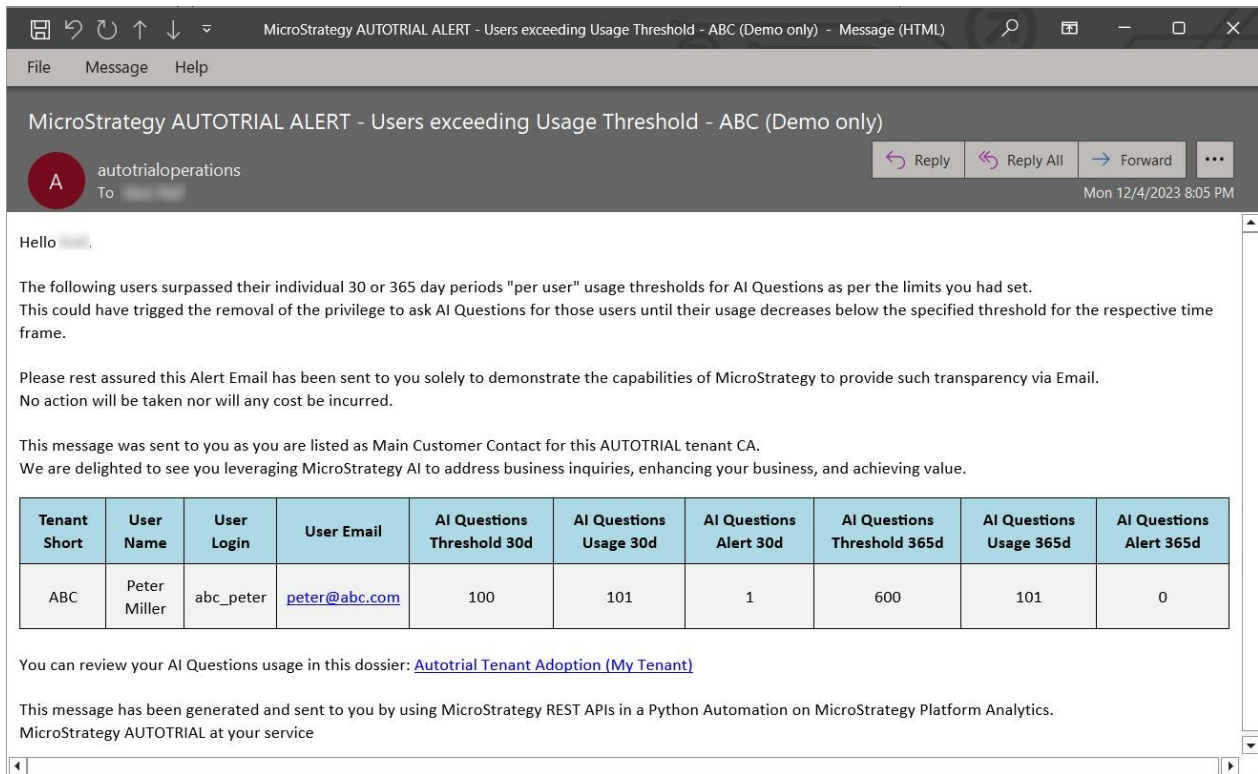 MicroStrategy AUTOTRIAL ALERT - Users exceeding Usage Threshold - ABC (Demo only) - Message (HTML)
File Message Help
MicroStrategy AUTOTRIAL ALERT - Users exceeding Usage Threshold - ABC (Demo only)
A
autotrialoperations
To
Reply Reply All Forward
Mon 12/4/2023 8:05 PM
Hello .
The following users surpassed their individual 30 or 365 day periods "per user" usage thresholds for AI Questions as per the limits you had set.
This could have trigged the removal of the privilege to ask AI Questions for those users until their usage decreases below the specified threshold for the respective time
frame.
Please rest assured this Alert Email has been sent to you solely to demonstrate the capabilities of MicroStrategy to provide such transparency via Email.
No action will be taken nor will any cost be incurred.
This message was sent to you as you are listed as Main Customer Contact for this AUTOTRIAL tenant CA.
We are delighted to see you leveraging MicroStrategy AI to address business inquiries, enhancing your business, and achieving value.
Tenant Short User Name User Login User Email AI Questions Threshold 30d AI Questions Usage 30d AI Questions Alert 30d AI Questions Threshold 365d AI Questions Usage 365d AI Questions Alert 365d
ABC Peter Miller abc_peter peter@abc.com 100 101 1 600 101 0
You can review your AI Questions usage in this dossier: Autotrial Tenant Adoption (My Tenant)
This message has been generated and sent to you by using MicroStrategy REST APIs in a Python Automation on MicroStrategy Platform Analytics.
MicroStrategy AUTOTRIAL at your service